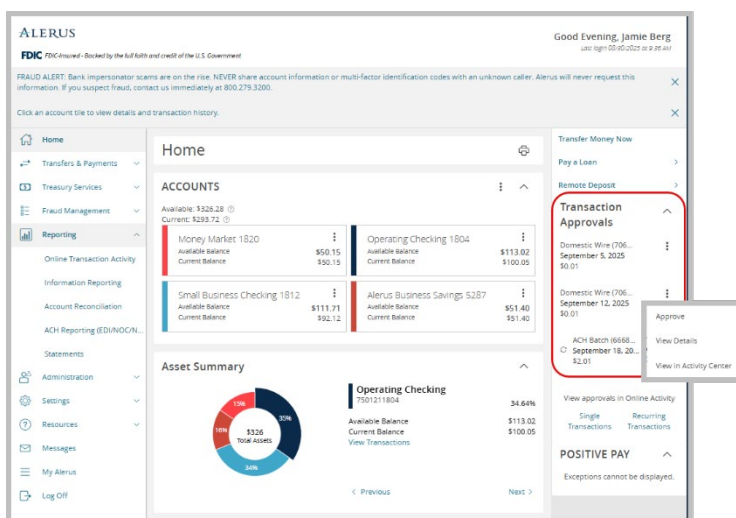 ALERUS
FDIC FDIC-Insured - Backed by the full faith and credit of the U.S. Government
Good Evening, Jamie Berg
FRAUD ALERT: Bank impersonator scams are on the rise. NEVER share account information or multi-factor identification codes with an unknown caller. Alerus will never request this
information. If you suspect fraud, contact us immediately at 800.279.3200.
Click an account tile to view details and transaction history.
Home
Transfers & Payments
Treasury Services
Fraud Management
Reporting
Online Transaction Activity
Information Reporting
Account Reconciliation
ACH Reporting (EDI/NOC/N...
Statements
Administration
Settings
Resources
Messages
My Alerus
Log Off
Home
ACCOUNTS
Available: $326.28
Current: $293.72
Money Market 1820
Available Balance $50.15
Current Balance $50.15
Operating Checking 1804
Available Balance $113.02
Current Balance $100.05
Small Business Checking 1812
Available Balance $111.71
Current Balance $92.12
Alerus Business Savings 5287
Available Balance $51.40
Current Balance $51.40
Asset Summary
15%
35%
16%
34%
$326
Total Assets
Operating Checking
7501211804 34.64%
Available Balance $113.02
Current Balance $100.05
View Transactions
< Previous Next >
Transfer Money Now
Pay a Loan
Remote Deposit
Transaction
Approvals
Domestic Wire (706...
September 5, 2025
$0.01
Domestic Wire (706...
September 12, 2025
$0.01
ACH Batch (6668...
September 18, 20...
$2.01
Approve
View Details
View in Activity Center
View approvals in Online Activity
Single Recurring
Transactions Transactions
POSITIVE PAY
Exceptions cannot be displayed.